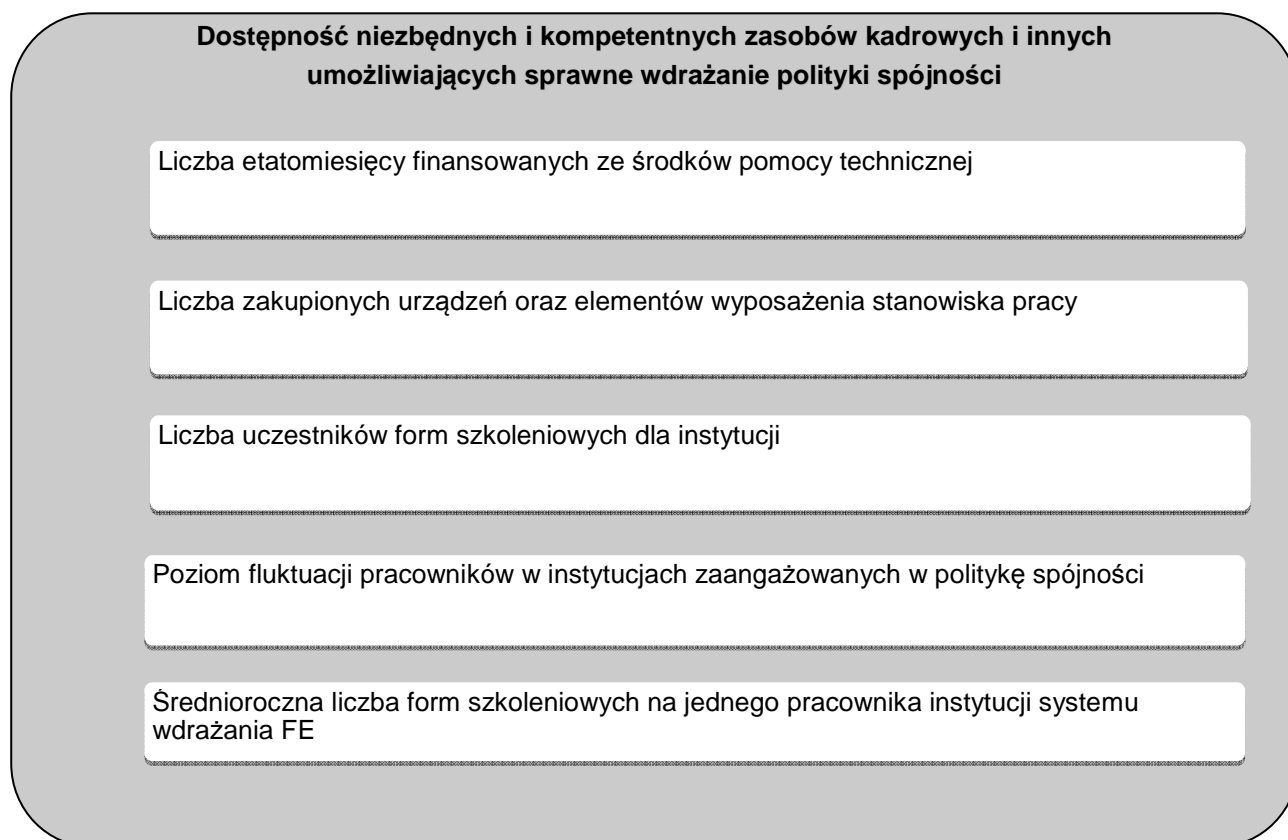 Dostępność niezbędnych i kompetentnych zasobów kadrowych i innych
umożliwiających sprawne wdrażanie polityki spójności
Liczba etatomiesięcy finansowanych ze środków pomocy technicznej
Liczba zakupionych urządzeń oraz elementów wyposażenia stanowiska pracy
Liczba uczestników form szkoleniowych dla instytucji
Poziom fluktuacji pracowników w instytucjach zaangażowanych w politykę spójności
Średnioroczna liczba form szkoleniowych na jednego pracownika instytucji systemu
wdrażania FE